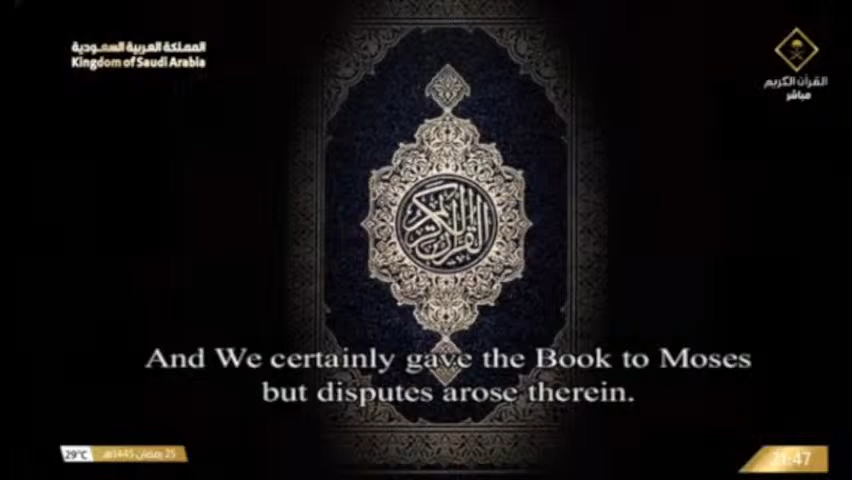 المملكة العربية السعودية
Kingdom of Saudi Arabia
القرآن الكريم
مباشر
القرآن الكريم
And We certainly gave the Book to Moses
but disputes arose therein.
29°C
25 رمضان 1445هـ
:47